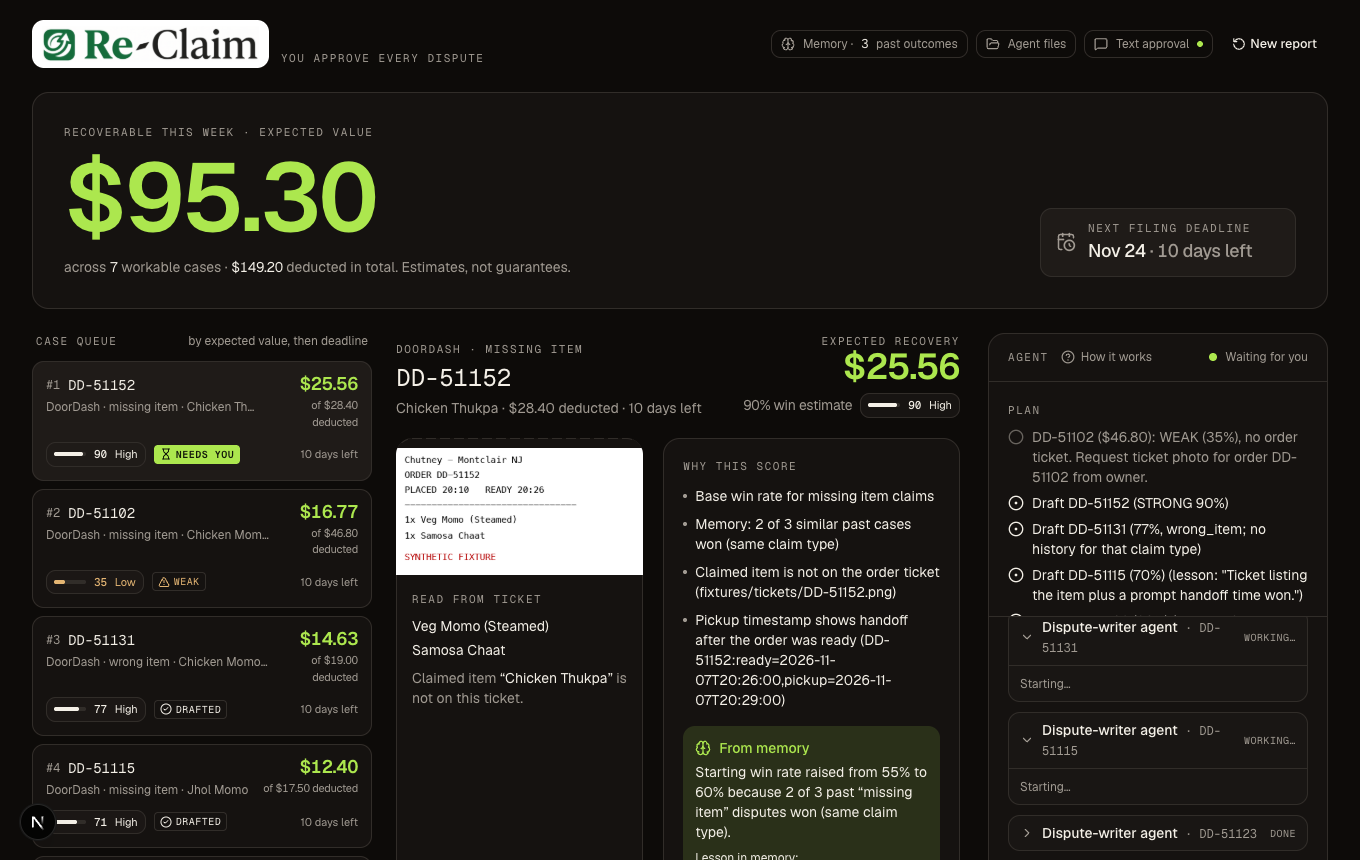 Re-Claim
YOU APPROVE EVERY DISPUTE
Memory · 3 past outcomes
Agent files
Text approval
New report
RECOVERABLE THIS WEEK · EXPECTED VALUE
$95.30
across 7 workable cases · $149.20 deducted in total. Estimates, not guarantees.
NEXT FILING DEADLINE
Nov 24 · 10 days left
CASE QUEUE
by expected value, then deadline
#1 DD-51152
$25.56
DoorDash · missing item · Chicken Th…
of $28.40
deducted
90 High
NEEDS YOU
10 days left
#2 DD-51102
$16.77
DoorDash · missing item · Chicken Mom…
of $46.80
deducted
35 Low
WEAK
10 days left
#3 DD-51131
$14.63
DoorDash · wrong item · Chicken Momo…
of $19.00
deducted
77 High
DRAFTED
10 days left
#4 DD-51115
$12.40
DoorDash · missing item · Jhol Momo
of $17.50 deducted
N
71 High
DRAFTED
10 days left
DOORDASH · MISSING ITEM
DD-51152
Chicken Thukpa · $28.40 deducted · 10 days left
EXPECTED RECOVERY
$25.56
90% win estimate
90 High
Chutney — Montclair NJ
ORDER DD-51152
PLACED 20:10 READY 20:26
1x Veg Momo (Steamed)
1x Samosa Chaat
SYNTHETIC FIXTURE
READ FROM TICKET
Veg Momo (Steamed)
Samosa Chaat
Claimed item “Chicken Thukpa” is
not on this ticket.
WHY THIS SCORE
• Base win rate for missing item claims
• Memory: 2 of 3 similar past cases
won (same claim type)
• Claimed item is not on the order ticket
(fixtures/tickets/DD-51152.png)
• Pickup timestamp shows handoff
after the order was ready (DD-
51152:ready=2026-11-
07T20:26:00,pickup=2026-11-
07T20:29:00)
From memory
Starting win rate raised from 55% to
60% because 2 of 3 past “missing
item” disputes won (same claim
type).
Lesson in memory:
AGENT
How it works
Waiting for you
PLAN
DD-51102 ($46.80): WEAK (35%), no order
ticket. Request ticket photo for order DD-
51102 from owner.
Draft DD-51152 (STRONG 90%)
Draft DD-51131 (77%, wrong_item; no
history for that claim type)
Draft DD-51115 (70%) (lesson: "Ticket listing
the item plus a prompt handoff time won.")
Dispute-writer agent · DD-
51131
WORKING…
Starting…
Dispute-writer agent · DD-
51115
WORKING…
Starting…
Dispute-writer agent · DD-51123
DONE